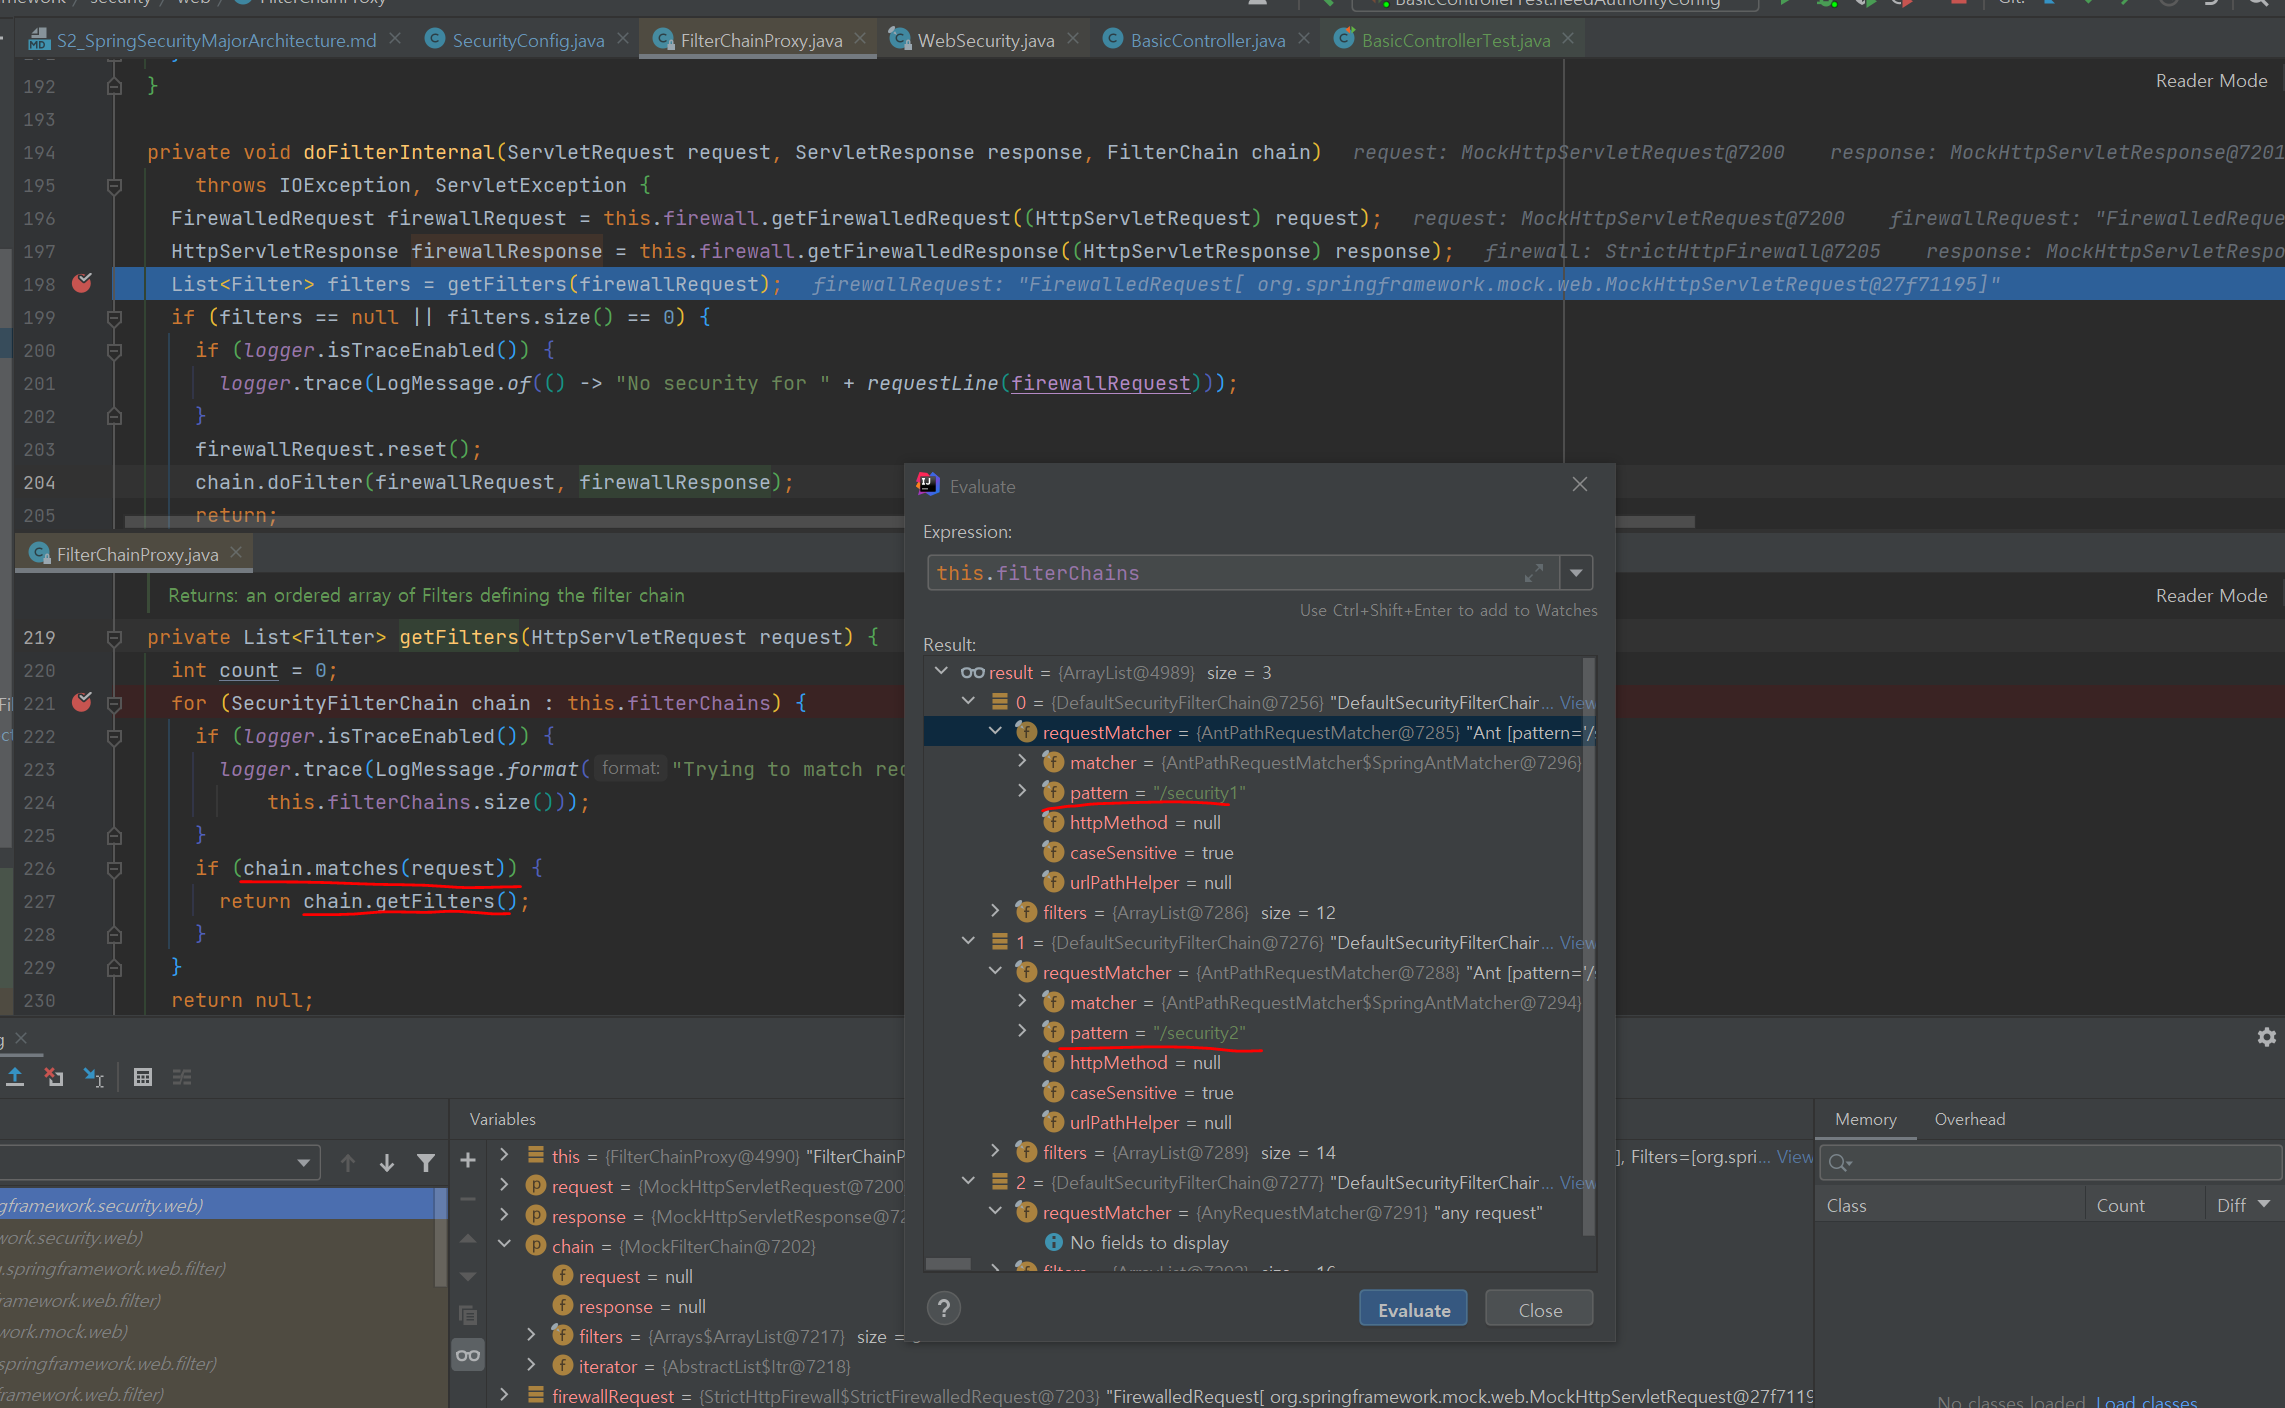 security / web / FilterChainProxy
BasicControllerTest.needAuthorityConfig
Git:
S2_SpringSecurityMajorArchitecture.md
SecurityConfig.java
FilterChainProxy.java
WebSecurity.java
BasicController.java
BasicControllerTest.java
Reader Mode
192 }
193
194 private void doFilterInternal(ServletRequest request, ServletResponse response, FilterChain chain) request: MockHttpServletRequest@7200 response: MockHttpServletResponse@7201
195 throws IOException, ServletException {
196 FirewalledRequest firewallRequest = this.firewall.getFirewalledRequest((HttpServletRequest) request); request: MockHttpServletRequest@7200 firewallRequest: "FirewalledReque
197 HttpServletResponse firewallResponse = this.firewall.getFirewalledResponse((HttpServletResponse) response); firewall: StrictHttpFirewall@7205 response: MockHttpServletRespo
198 List<Filter> filters = getFilters(firewallRequest); firewallRequest: "FirewalledRequest[ org.springframework.mock.web.MockHttpServletRequest@27f71195]"
199 if (filters == null || filters.size() == 0) {
200 if (logger.isTraceEnabled()) {
201 logger.trace(LogMessage.of(() -> "No security for " + requestLine(firewallRequest)));
202 }
203 firewallRequest.reset();
204 chain.doFilter(firewallRequest, firewallResponse);
205 return;
FilterChainProxy.java
Returns: an ordered array of Filters defining the filter chain
Reader Mode
219 private List<Filter> getFilters(HttpServletRequest request) {
220 int count = 0;
221 for (SecurityFilterChain chain : this.filterChains) {
222 if (logger.isTraceEnabled()) {
223 logger.trace(LogMessage.format( format: "Trying to match rec
224 this.filterChains.size()));
225 }
226 if (chain.matches(request)) {
227 return chain.getFilters();
228 }
229 }
230 return null;
Evaluate
Expression:
this.filterChains
Use Ctrl+Shift+Enter to add to Watches
Result:
result = {ArrayList@4989} size = 3
0 = {DefaultSecurityFilterChain@7256} "DefaultSecurityFilterChair... View
requestMatcher = {AntPathRequestMatcher@7285} "Ant [pattern='/s
matcher = {AntPathRequestMatcher$SpringAntMatcher@7296}
pattern = "/security1"
httpMethod = null
caseSensitive = true
urlPathHelper = null
filters = {ArrayList@7286} size = 12
1 = {DefaultSecurityFilterChain@7276} "DefaultSecurityFilterChair... View
requestMatcher = {AntPathRequestMatcher@7288} "Ant [pattern='/s
matcher = {AntPathRequestMatcher$SpringAntMatcher@7294}
pattern = "/security2"
httpMethod = null
caseSensitive = true
urlPathHelper = null
filters = {ArrayList@7289} size = 14
2 = {DefaultSecurityFilterChain@7277} "DefaultSecurityFilterChair... View
requestMatcher = {AnyRequestMatcher@7291} "any request"
No fields to display
filters = {ArrayList@7292} size = 16
?
Evaluate
Close
Variables
this = {FilterChainProxy@4990} "FilterChainP
], Filters=[org.spri... View
request = {MockHttpServletRequest@7200
response = {MockHttpServletResponse@72
chain = {MockFilterChain@7202}
request = null
response = null
filters = {Arrays$ArrayList@7217} size =
iterator = {AbstractList$Itr@7218}
firewallRequest = {StrictHttpFirewall$StrictFirewalledRequest@7203} "FirewalledRequest[ org.springframework.mock.web.MockHttpServletRequest@27f7119
gframework.security.web)
work.security.web)
.springframework.web.filter)
ramework.web.filter)
work.mock.web)
springframework.web.filter)
framework.web.filter)
Memory
Overhead
Class
Count
Diff
No classes loaded. Load classes